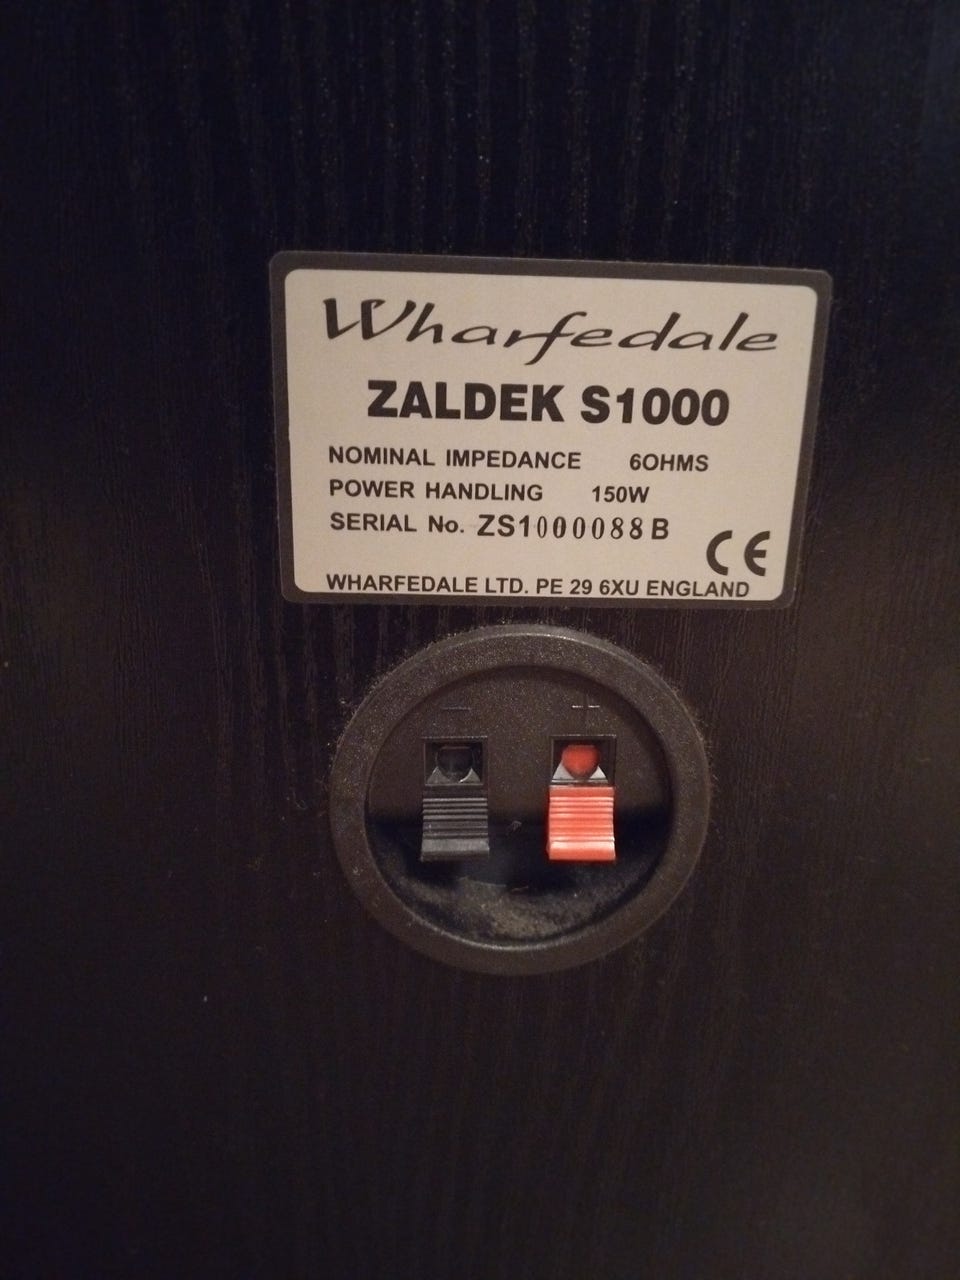 Wharfedale
ZALDEK S1000
NOMINAL IMPEDANCE 6OHMS
POWER HANDLING 150W
SERIAL No. ZS1000088B
CE
WHARFEDALE LTD. PE 29 6XU ENGLAND
− +